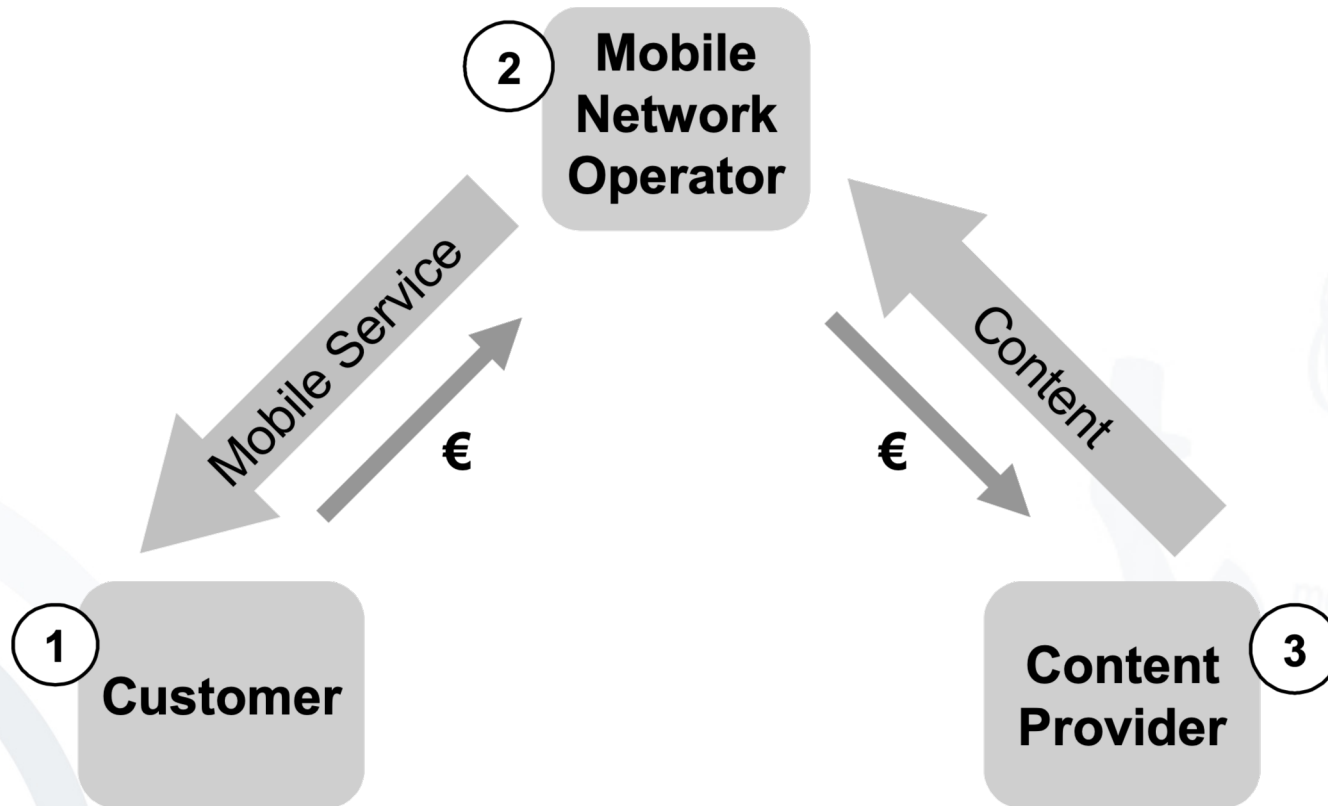 2
Mobile
Network
Operator
Mobile Service
€
€
Content
1
Customer
Content
Provider
3